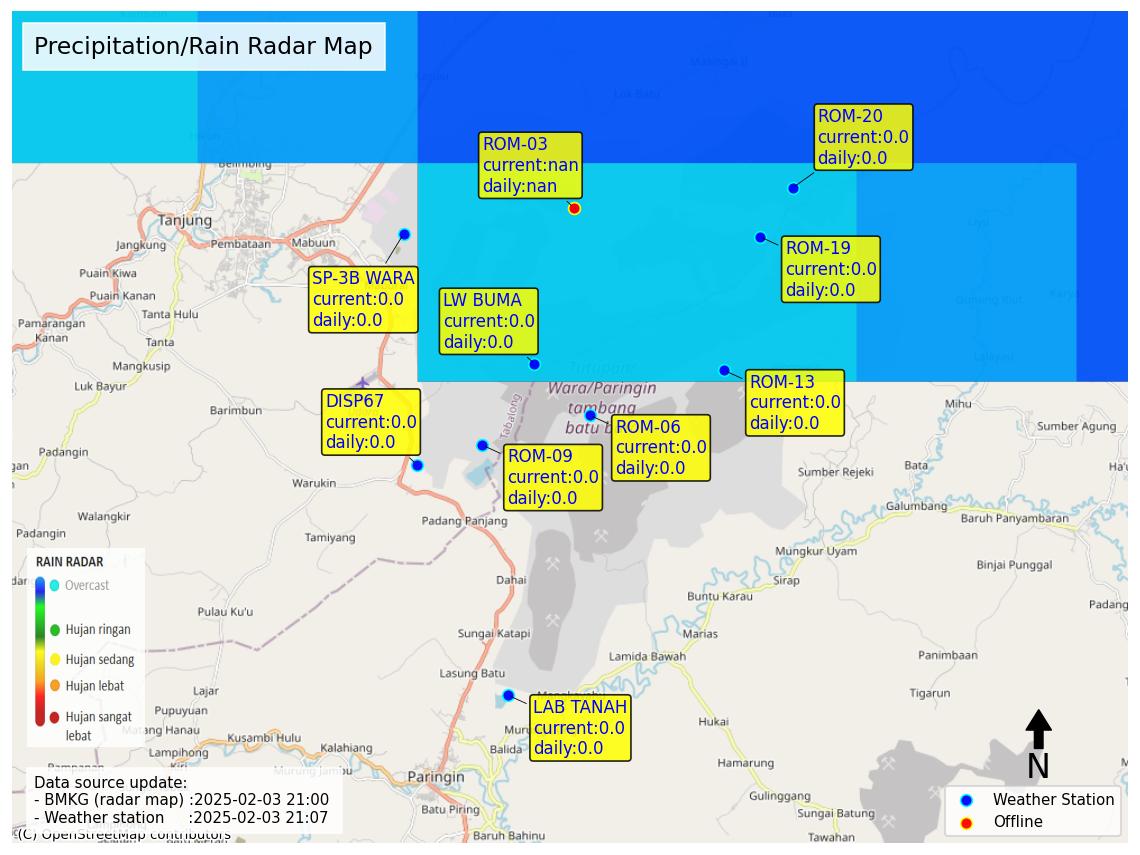 Precipitation/Rain Radar Map
Maningau
Luk Batu
ROM-20
current:0.0
daily:0.0
ROM-03
current:nan
daily:nan
Belimbing
Tanjung
Jangkung
Pembataan
Mabuun
ROM-19
current:0.0
daily:0.0
Puain Kiwa
SP-3B WARA
current:0.0
daily:0.0
Puain Kanan
LW BUMA
current:0.0
daily:0.0
Tanta Hulu
Pamarangan
Kanan
Tanta
Mangkusip
Luk Bayur
Tutupan
Wara/Paringin
tambang
ROM-13
current:0.0
daily:0.0
DISP67
current:0.0
daily:0.0
Barimbun
Tabalong
Mihu
ROM-06
current:0.0
daily:0.0
Sumber Agung
Padangin
ROM-09
current:0.0
daily:0.0
Sumber Rejeki
Bata
Warukin
Galumbang
Baruh Panyambaran
Walangkir
Padangin
Padang Panjang
Tamiyang
Mungkur Uyam
Binjai Punggal
RAIN RADAR
Overcast
Hujan ringan
Hujan sedang
Hujan lebat
Hujan sangat
lebat
Dahai
Sirap
Buntu Karau
Padang
Pulau Ku'u
Sungai Katapi
Marias
Lamida Bawah
Panimbaan
Lasung Batu
Lajar
Tigarun
Pupuyuan
LAB TANAH
current:0.0
daily:0.0
Matang Hanau
Kusambi Hulu
Kalahiang
Lampihong
Kiri
Balida
Hukai
Hamarung
Murung Jambu
Paringin
N
Data source update:
- BMKG (radar map) :2025-02-03 21:00
- Weather station :2025-02-03 21:07
Batu Piring
Gulinggang
Sungai Batung
Weather Station
Offline
(C) OpenStreetMap contributors
Baruh Bahinu
Tawahan